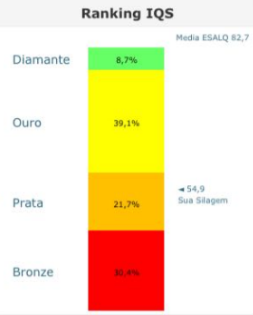 Ranking IQS
Media ESALQ 82,7
Diamante
8,7%
Ouro
39,1%
Prata
21,7%
◄ 54,9
Sua Silagem
Bronze
30,4%